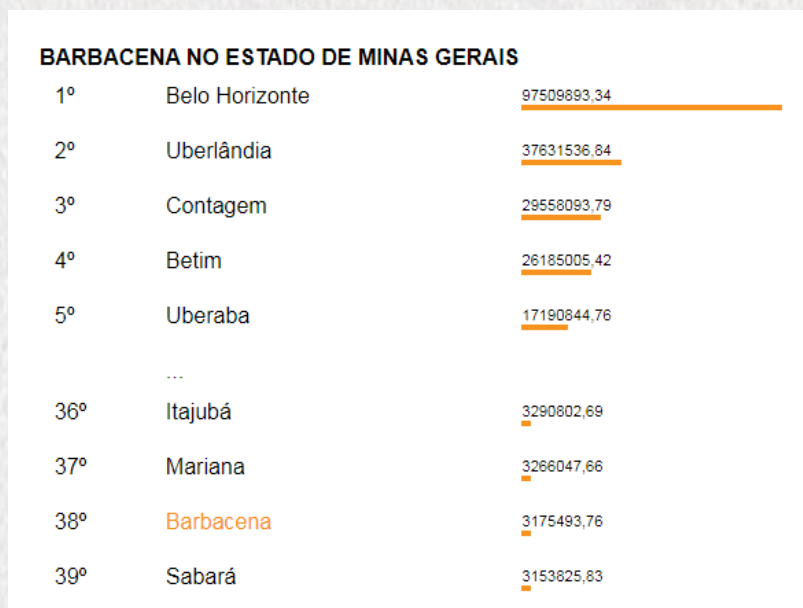 BARBACENA NO ESTADO DE MINAS GERAIS
1º Belo Horizonte 97509893,34
2º Uberlândia 37631536,84
3º Contagem 29558093,79
4º Betim 26185005,42
5º Uberaba 17190844,76
...
36º Itajubá 3290802,69
37º Mariana 3266047,66
38º Barbacena 3175493,76
39º Sabará 3153825,83